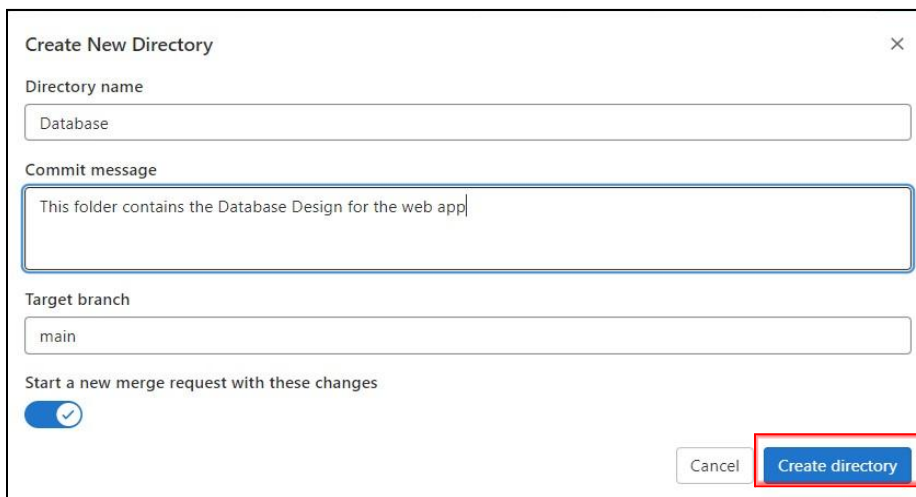 Create New Directory
Directory name
Database
Commit message
This folder contains the Database Design for the web app
Target branch
main
Start a new merge request with these changes
Cancel Create directory